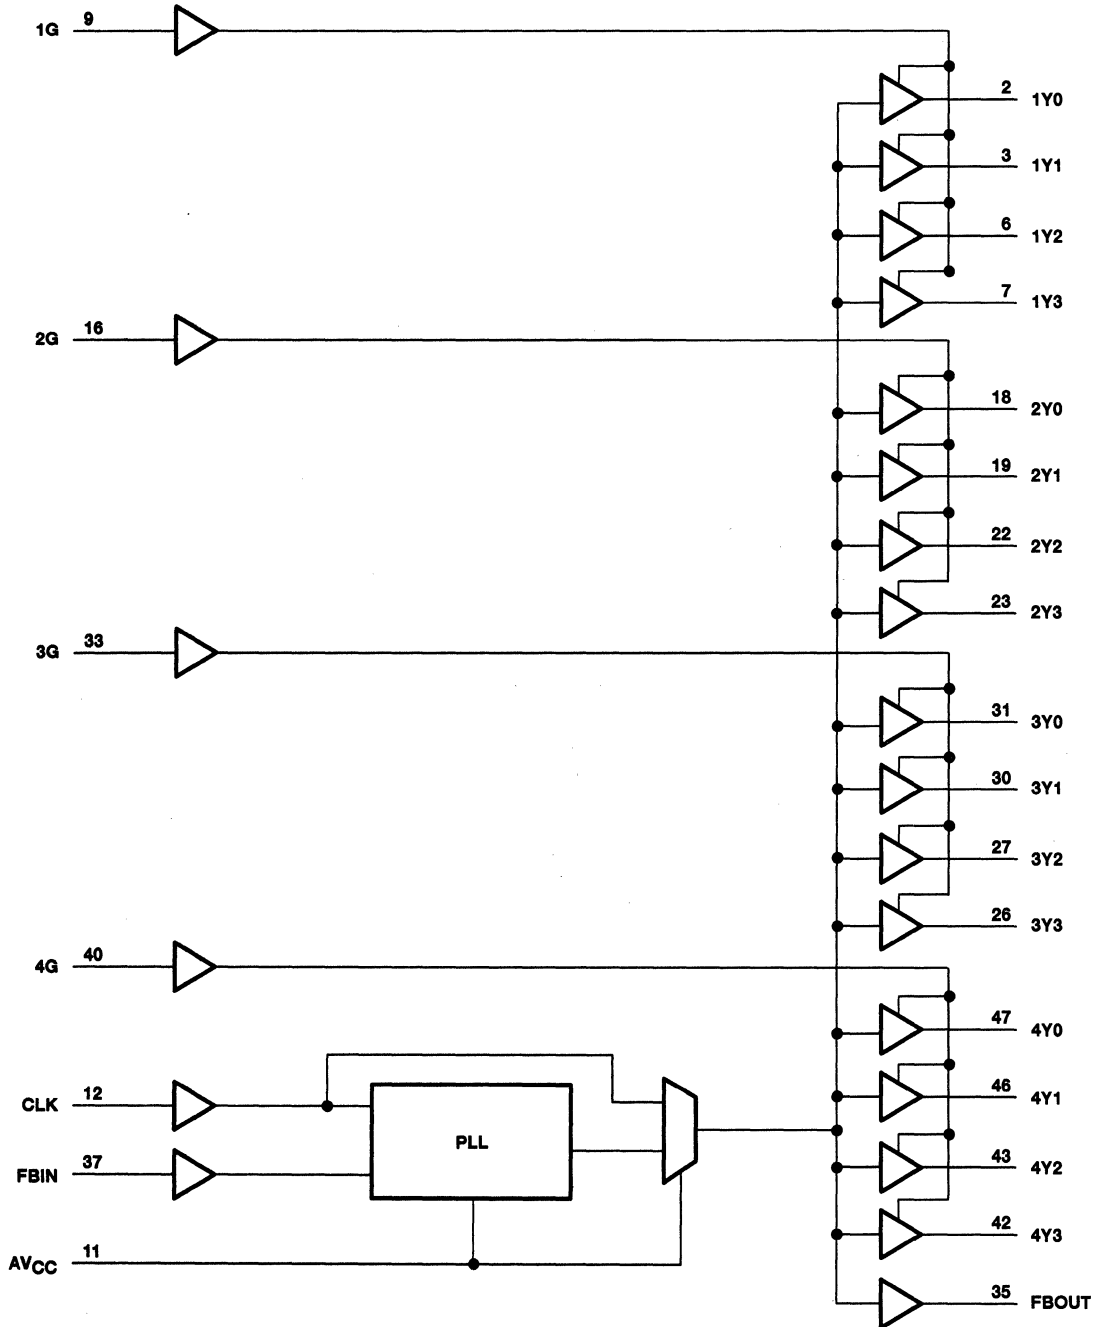 1G 9
2 1Y0
3 1Y1
6 1Y2
7 1Y3
2G 16
18 2Y0
19 2Y1
22 2Y2
23 2Y3
3G 33
31 3Y0
30 3Y1
27 3Y2
26 3Y3
4G 40
47 4Y0
CLK 12
46 4Y1
PLL
43 4Y2
FBIN 37
42 4Y3
AVCC 11
35 FBOUT